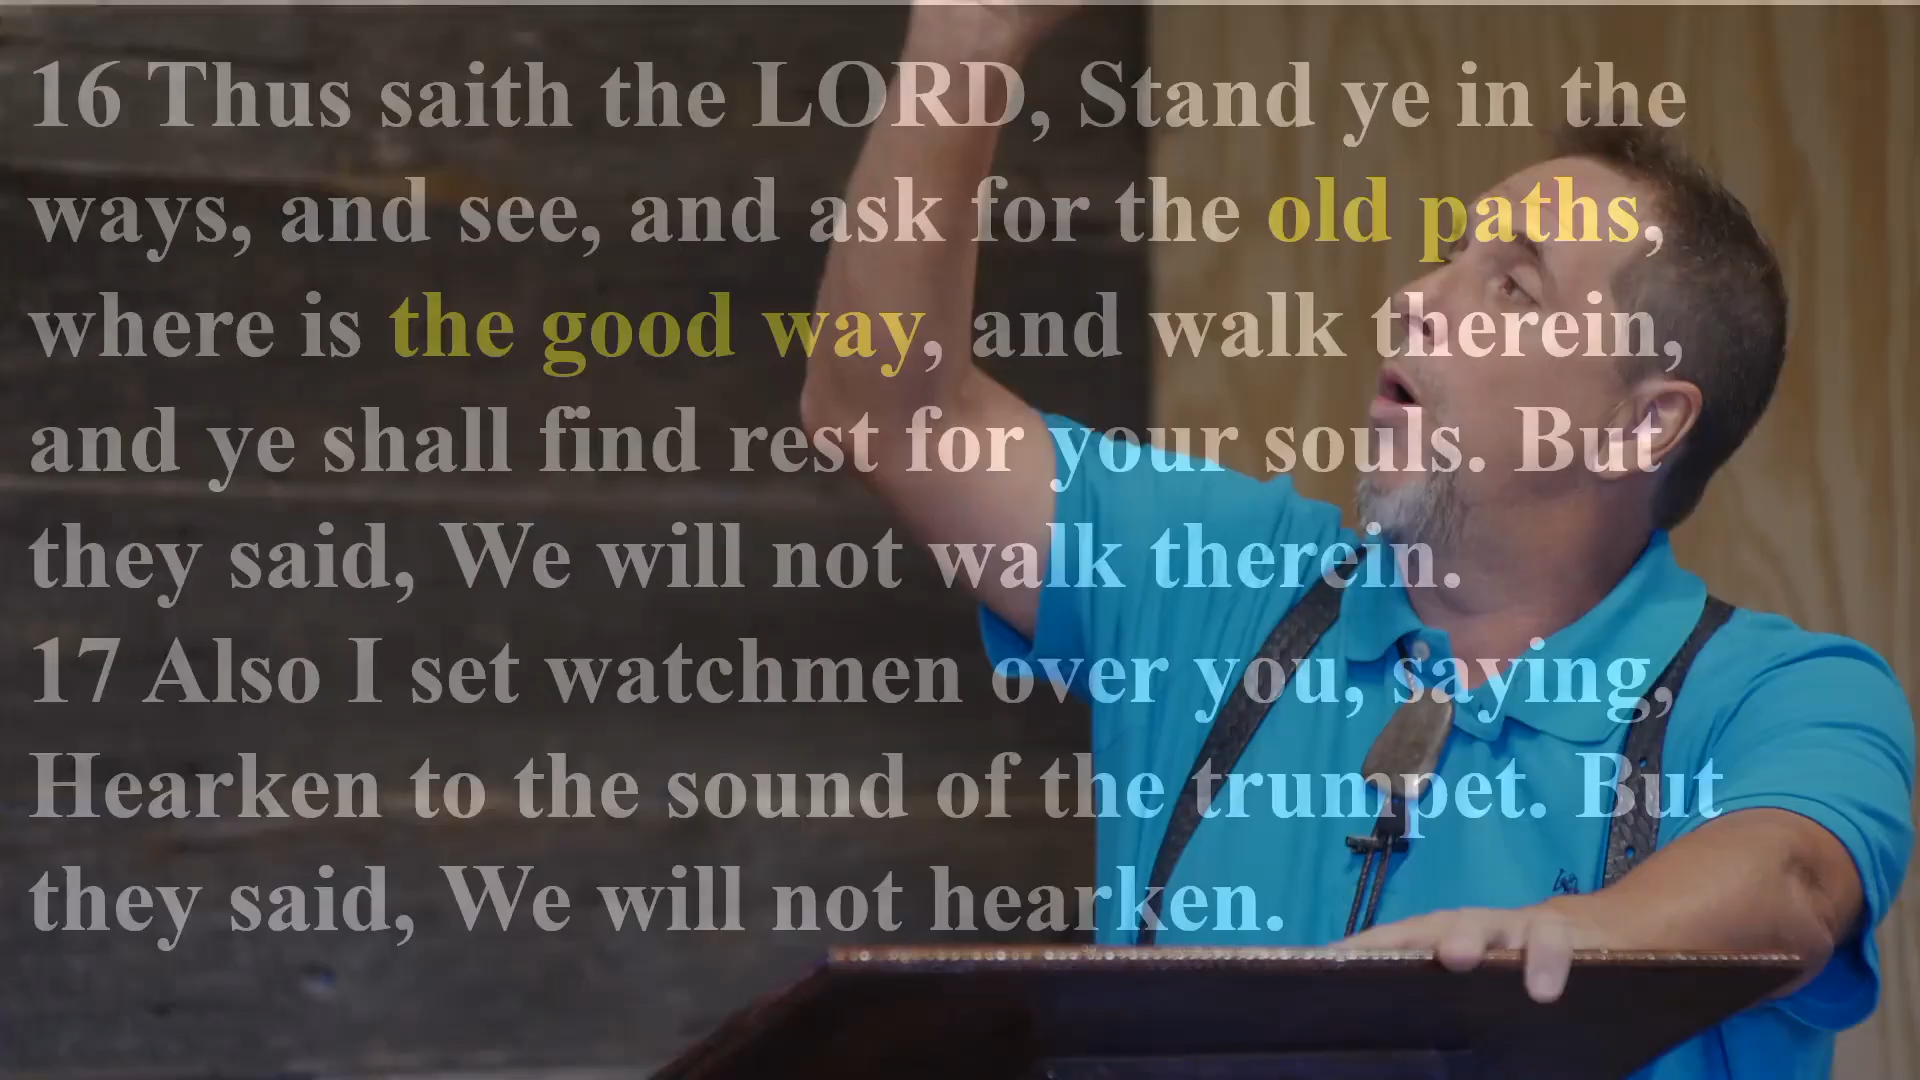 16 Thus saith the LORD, Stand ye in the
ways, and see, and ask for the old paths,
where is the good way, and walk therein,
and ye shall find rest for your souls. But
they said, We will not walk therein.
17 Also I set watchmen over you, saying,
Hearken to the sound of the trumpet. But
they said, We will not hearken.